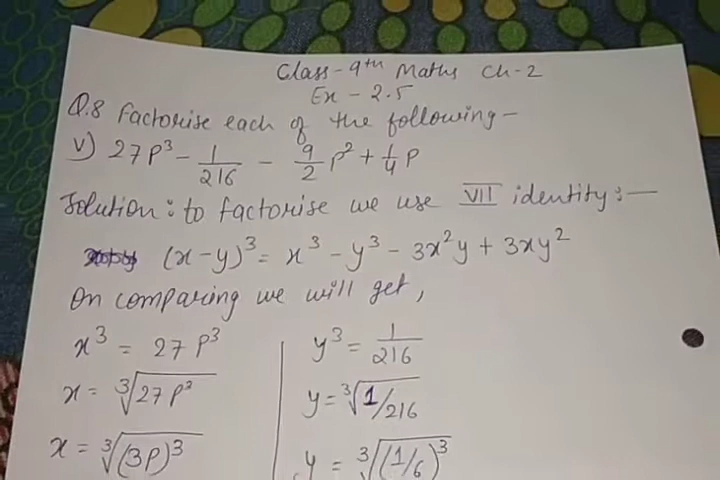 Class - 9th Maths Ch-2
Ex - 2.5
Q.8 Factorise each of the following -
V) 27p³ - 1/216 - 9/2 p² + 1/4 p
Solution: to factorise we use VII identity: -
(x - y)³ = x³ - y³ - 3x²y + 3xy²
On comparing we will get,
x³ = 27p³
x = ∛27p³
x = ∛(3p)³
y³ = 1/216
y = ∛1/216
y = ∛(1/6)³